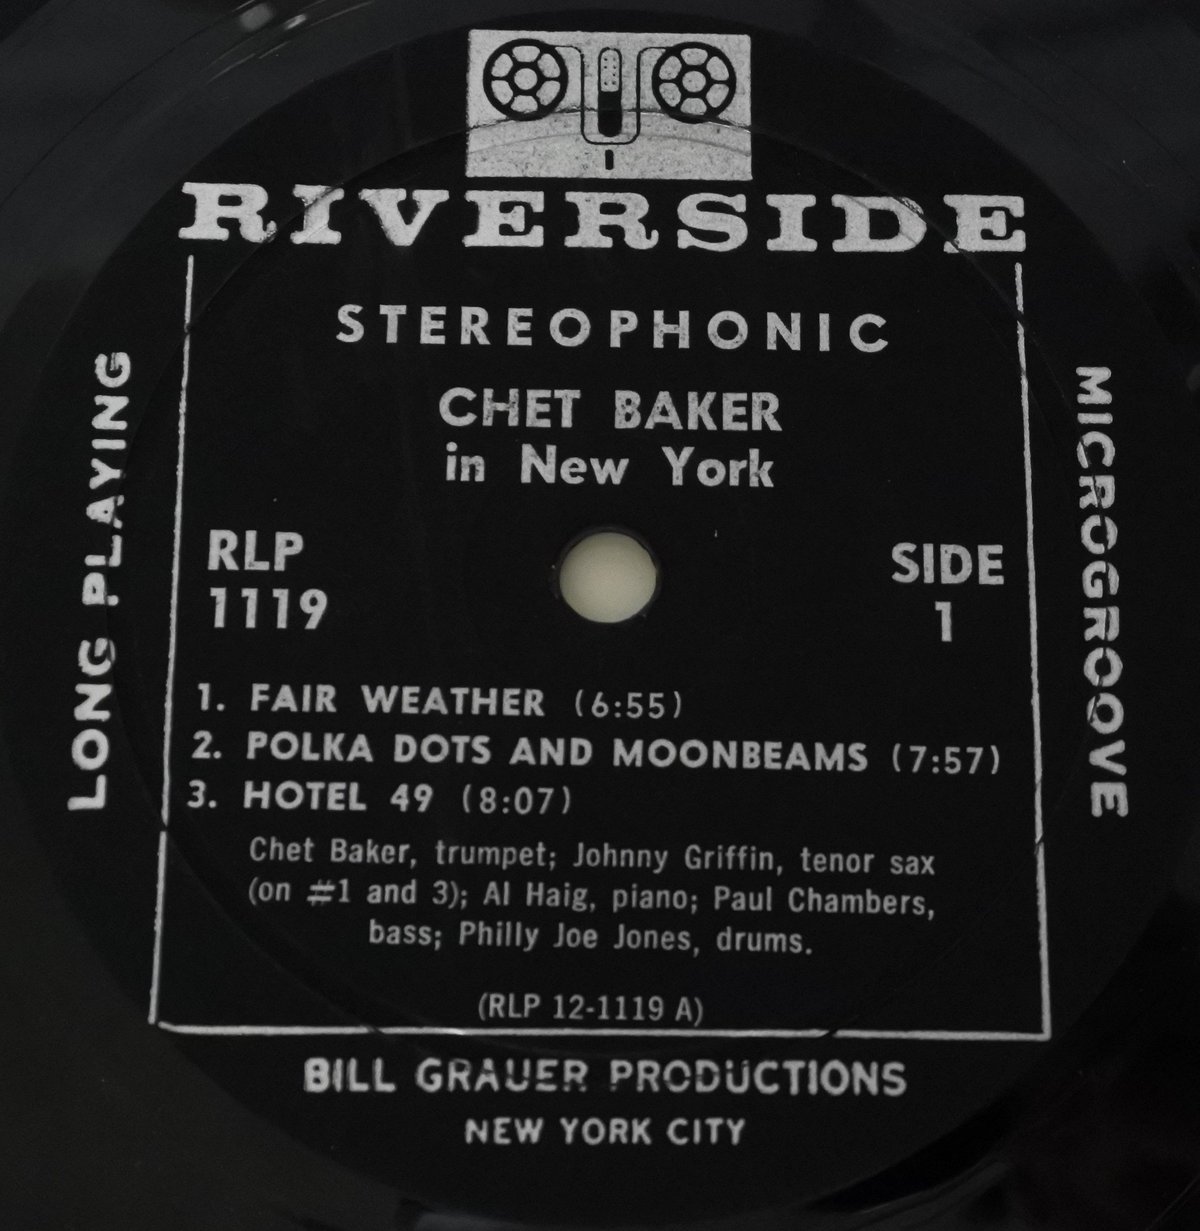 RIVERSIDE
STEREOPHONIC
CHET BAKER
in New York
RLP
1119
SIDE
1
LONG PLAYING
MICROGROOVE
1. FAIR WEATHER (6:55)
2. POLKA DOTS AND MOONBEAMS (7:57)
3. HOTEL 49 (8:07)
Chet Baker, trumpet; Johnny Griffin, tenor sax
(on #1 and 3); Al Haig, piano; Paul Chambers,
bass; Philly Joe Jones, drums.
(RLP 12-1119 A)
BILL GRAUER PRODUCTIONS
NEW YORK CITY